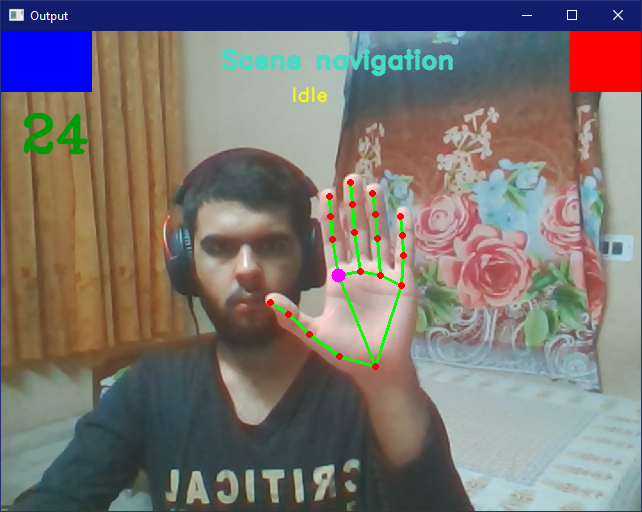 Output
Scene navigation
Idle
24
CRITICAL